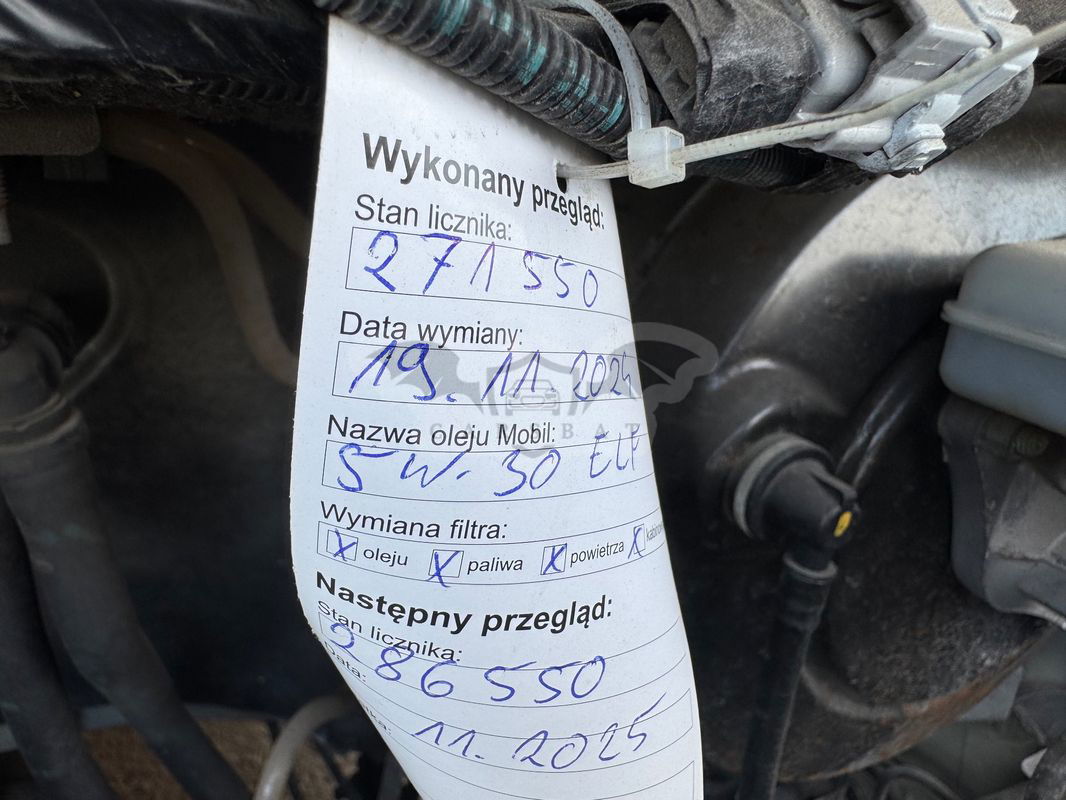 Wykonany przegląd:
Stan licznika:
271550
Data wymiany:
19. 11. 2024
Nazwa oleju Mobil:
5W-30 ELF
Wymiana filtra:
X oleju X paliwa X powietrza X
Następny przegląd:
Stan licznika:
286550
Data:
11. 2025